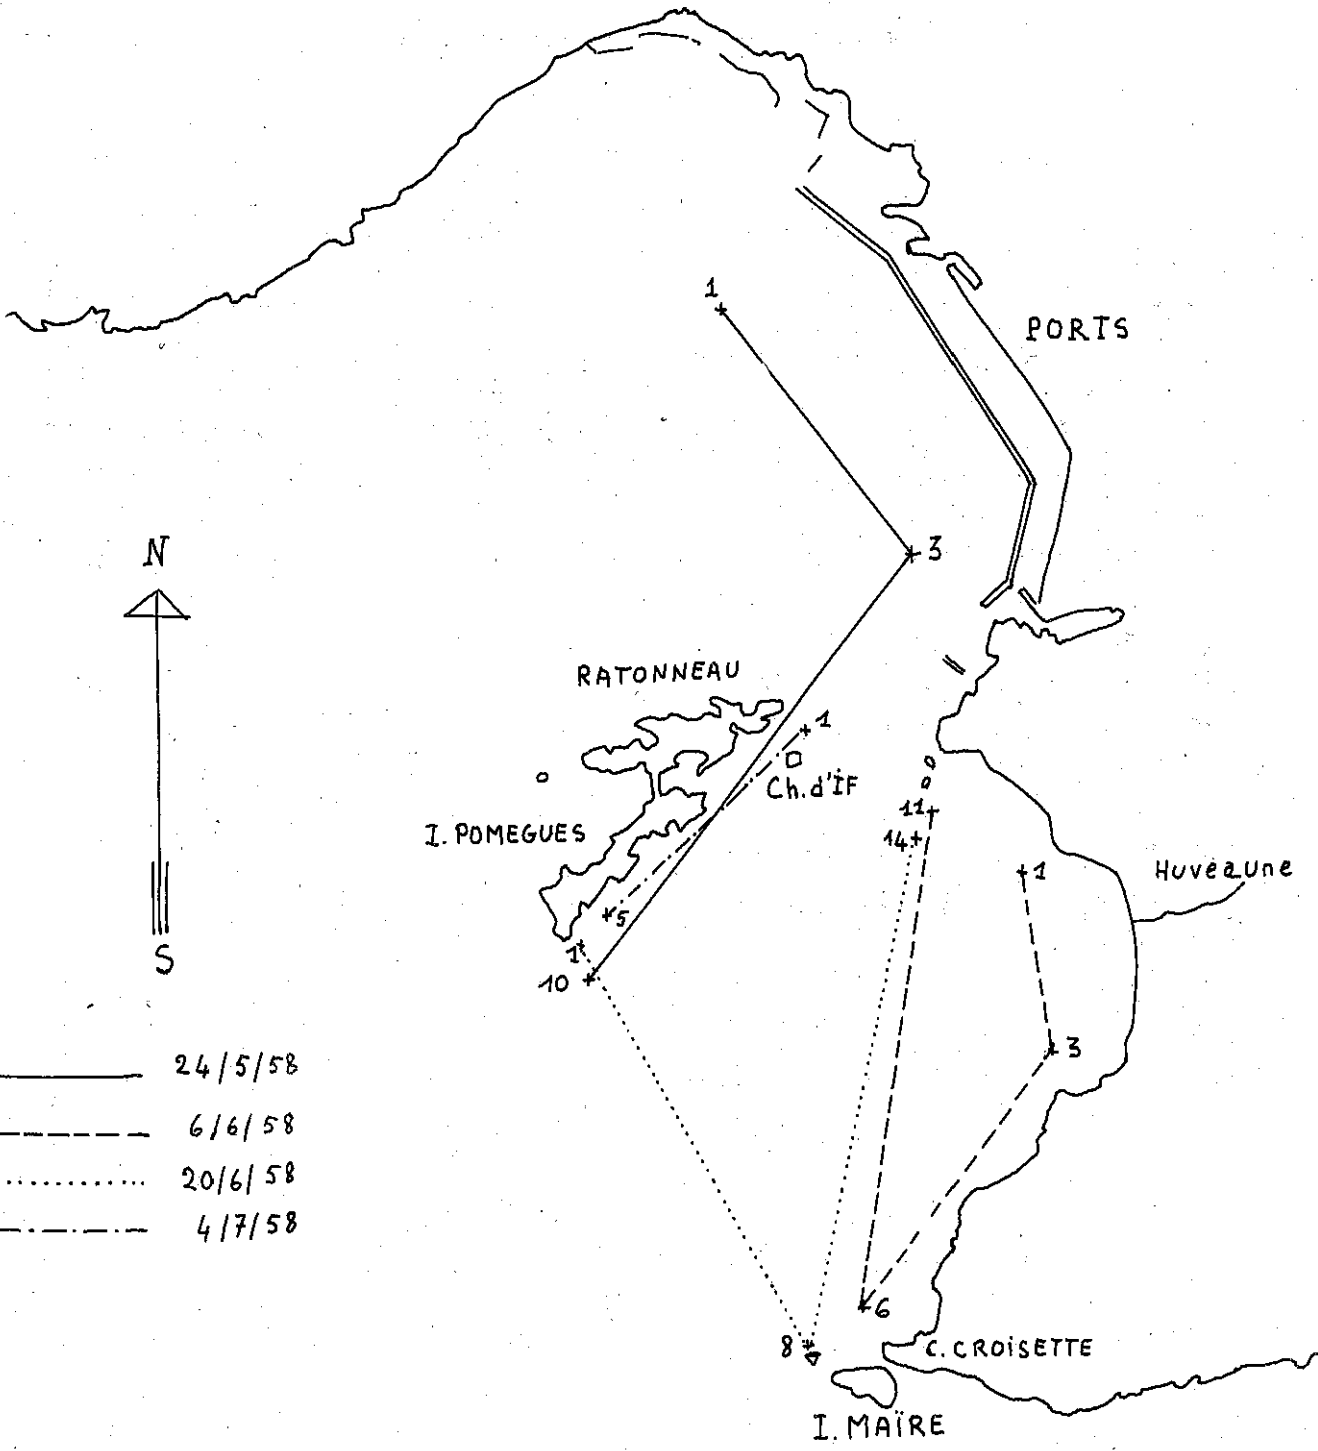 1
PORTS
3
N
RATONNEAU
1
Ch.d'IF
11
14
I. POMEGUES
1
Huveaune
5
S
1
10
3
24/5/58
6/6/58
20/6/58
4/7/58
6
8
C. CROISETTE
I. MAÏRE